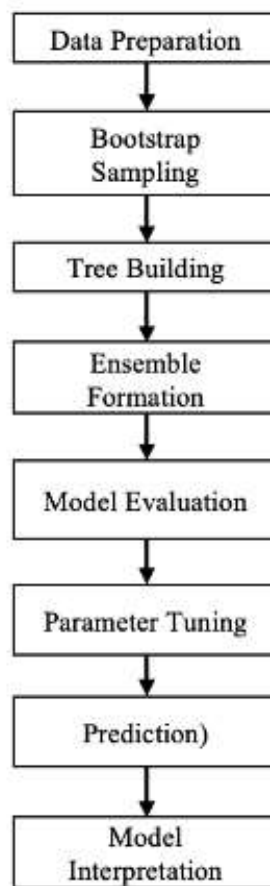 Data Preparation
Bootstrap
Sampling
Tree Building
Ensemble
Formation
Model Evaluation
Parameter Tuning
Prediction)
Model
Interpretation